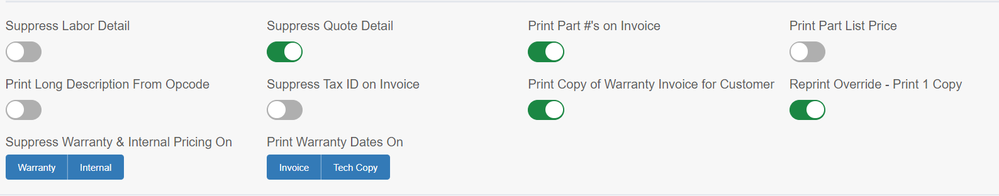 Suppress Labor Detail
Suppress Quote Detail
Print Part #'s on Invoice
Print Part List Price
Print Long Description From Opcode
Suppress Tax ID on Invoice
Print Copy of Warranty Invoice for Customer
Reprint Override - Print 1 Copy
Suppress Warranty & Internal Pricing On
Print Warranty Dates On
Warranty
Internal
Invoice
Tech Copy